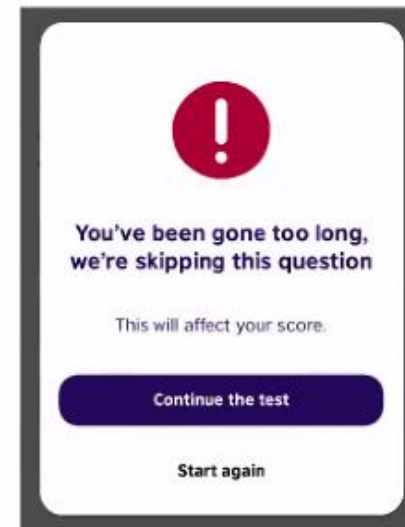 You've been gone too long,
we're skipping this question
This will affect your score.
Continue the test
Start again